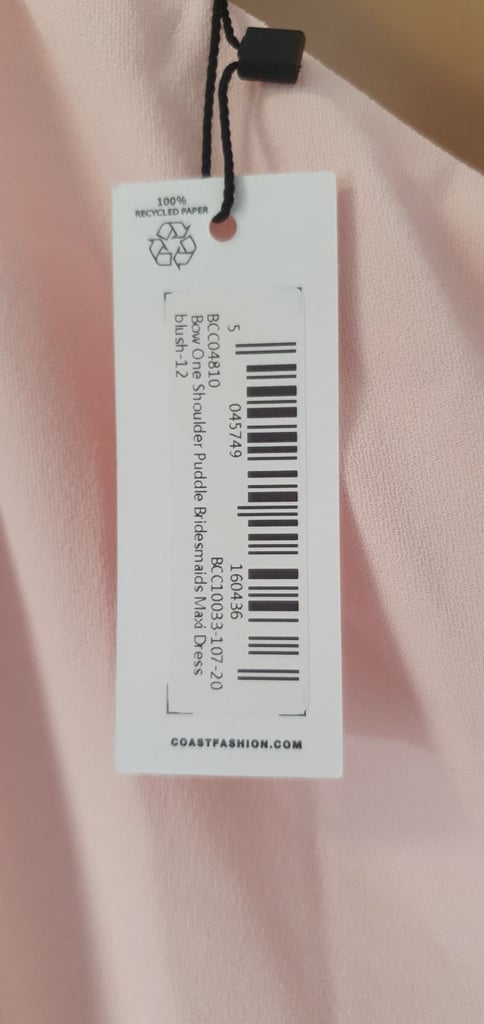 100%
RECYCLED PAPER
5 045749 160436
BCC04810 BCC10033-107-20
Bow One Shoulder Puddle Bridesmaids Maxi Dress
blush-12
COASTFASHION.COM